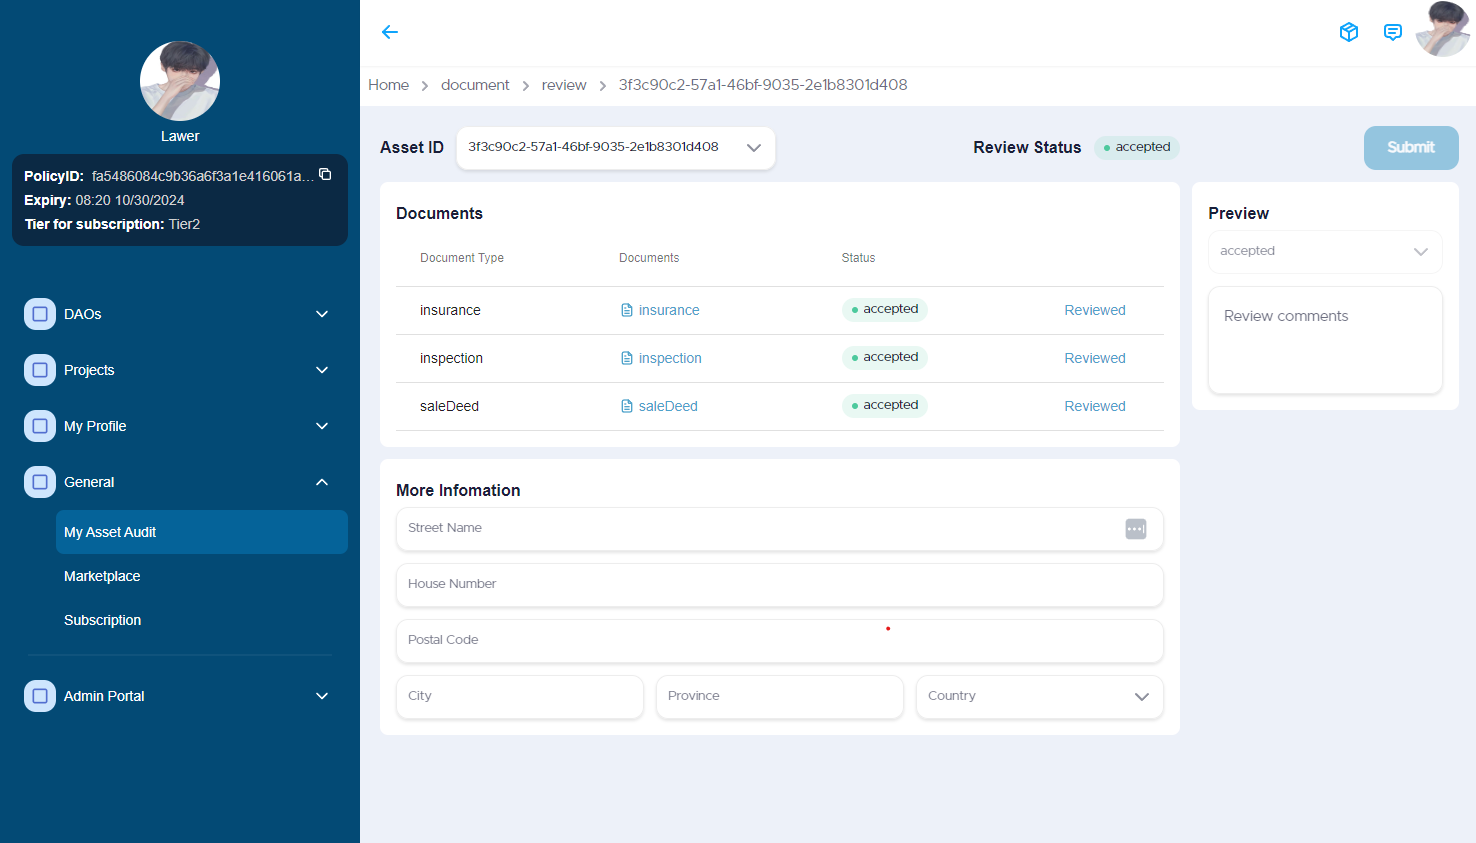 Lawer
PolicyID: fa5486084c9b36a6f3a1e416061a...
Expiry: 08:20 10/30/2024
Tier for subscription: Tier2
DAOs
Projects
My Profile
General
My Asset Audit
Marketplace
Subscription
Admin Portal
Home > document > review > 3f3c90c2-57a1-46bf-9035-2e1b8301d408
Asset ID 3f3c90c2-57a1-46bf-9035-2e1b8301d408 Review Status accepted Submit
Documents
Document Type Documents Status
insurance insurance accepted Reviewed
inspection inspection accepted Reviewed
saleDeed saleDeed accepted Reviewed
Preview
accepted
Review comments
More Infomation
Street Name
House Number
Postal Code
City Province Country